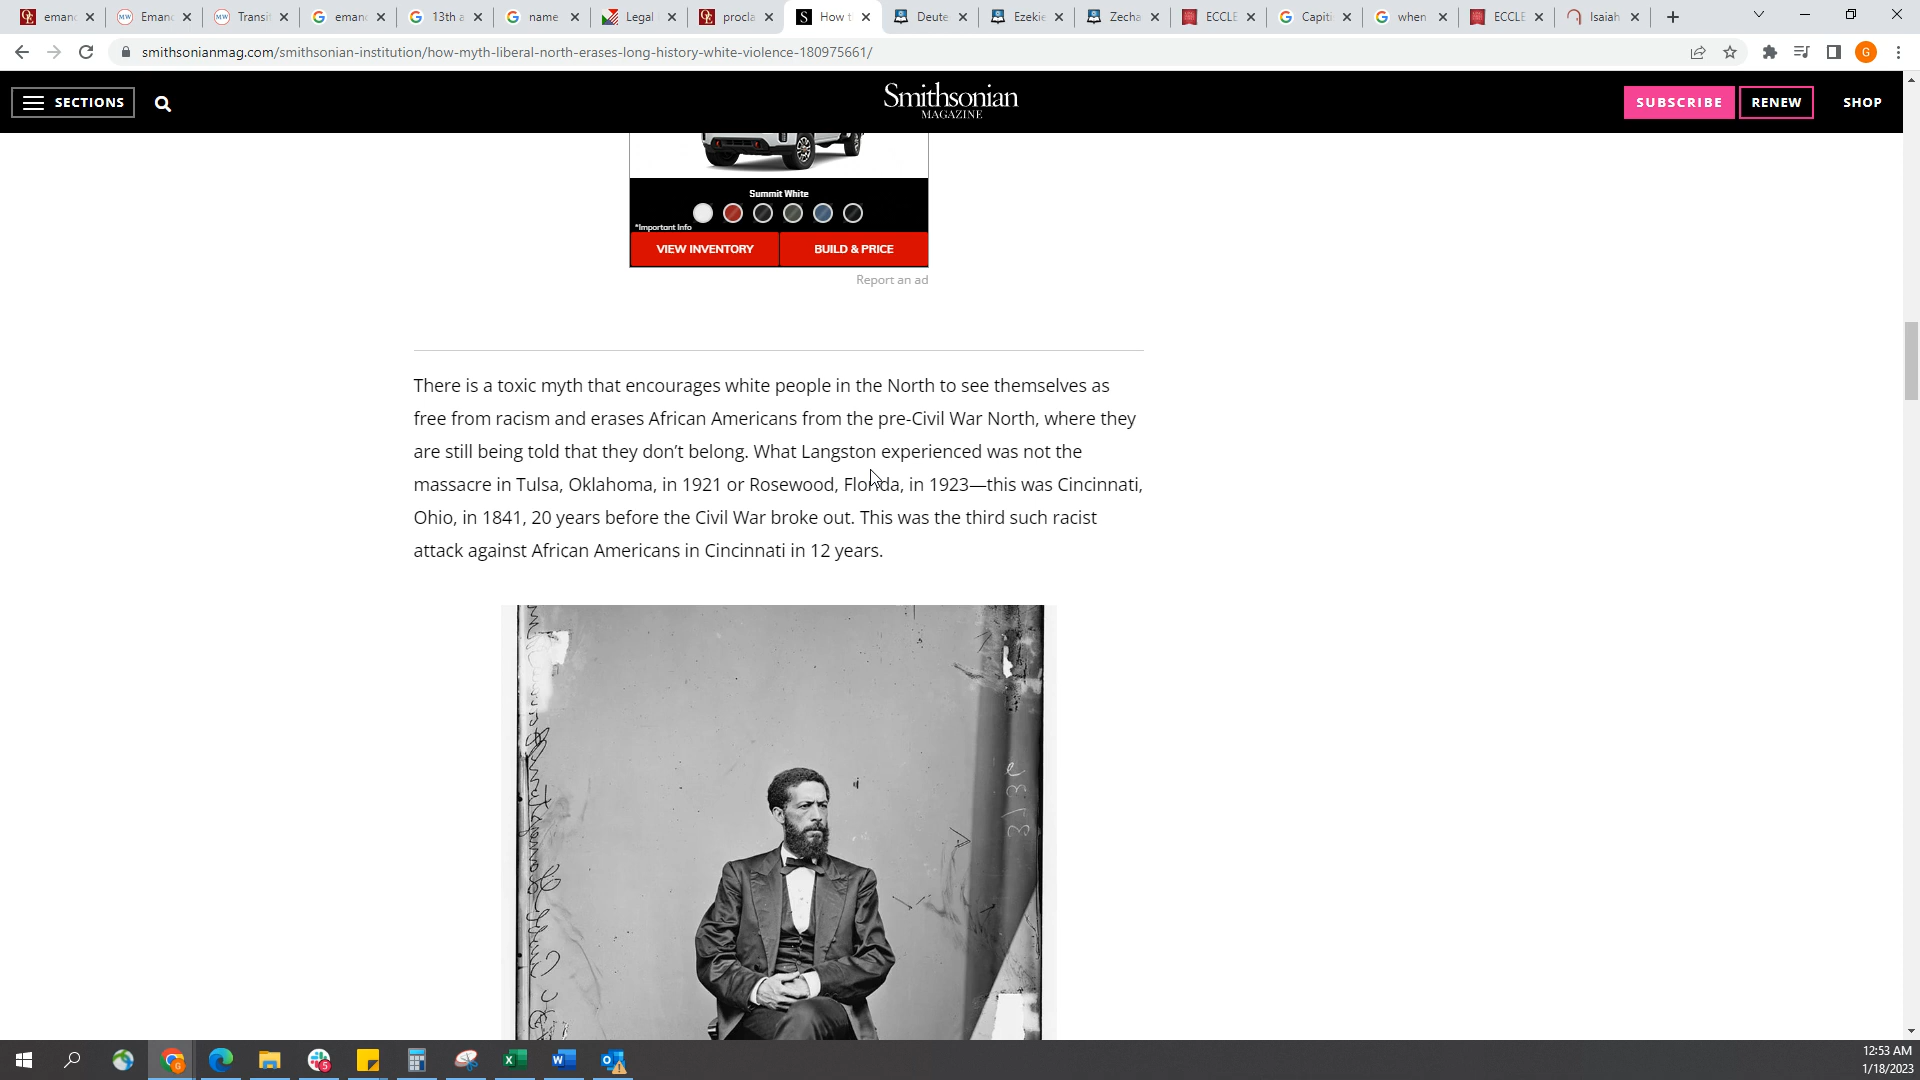 emanc
Emanc
Transi
emanc
13th a
name
Legal
procla
How t
Deute
Ezekie
Zecha
ECCLE
Capiti
when
ECCLE
Isaiah
smithsonianmag.com/smithsonian-institution/how-myth-liberal-north-erases-long-history-white-violence-180975661/
G
SECTIONS
Smithsonian
MAGAZINE
SUBSCRIBE
RENEW
SHOP
Summit White
*Important Info
VIEW INVENTORY
BUILD & PRICE
Report an ad
There is a toxic myth that encourages white people in the North to see themselves as
free from racism and erases African Americans from the pre-Civil War North, where they
are still being told that they don’t belong. What Langston experienced was not the
massacre in Tulsa, Oklahoma, in 1921 or Rosewood, Florida, in 1923—this was Cincinnati,
Ohio, in 1841, 20 years before the Civil War broke out. This was the third such racist
attack against African Americans in Cincinnati in 12 years.
12:53 AM
1/18/2023